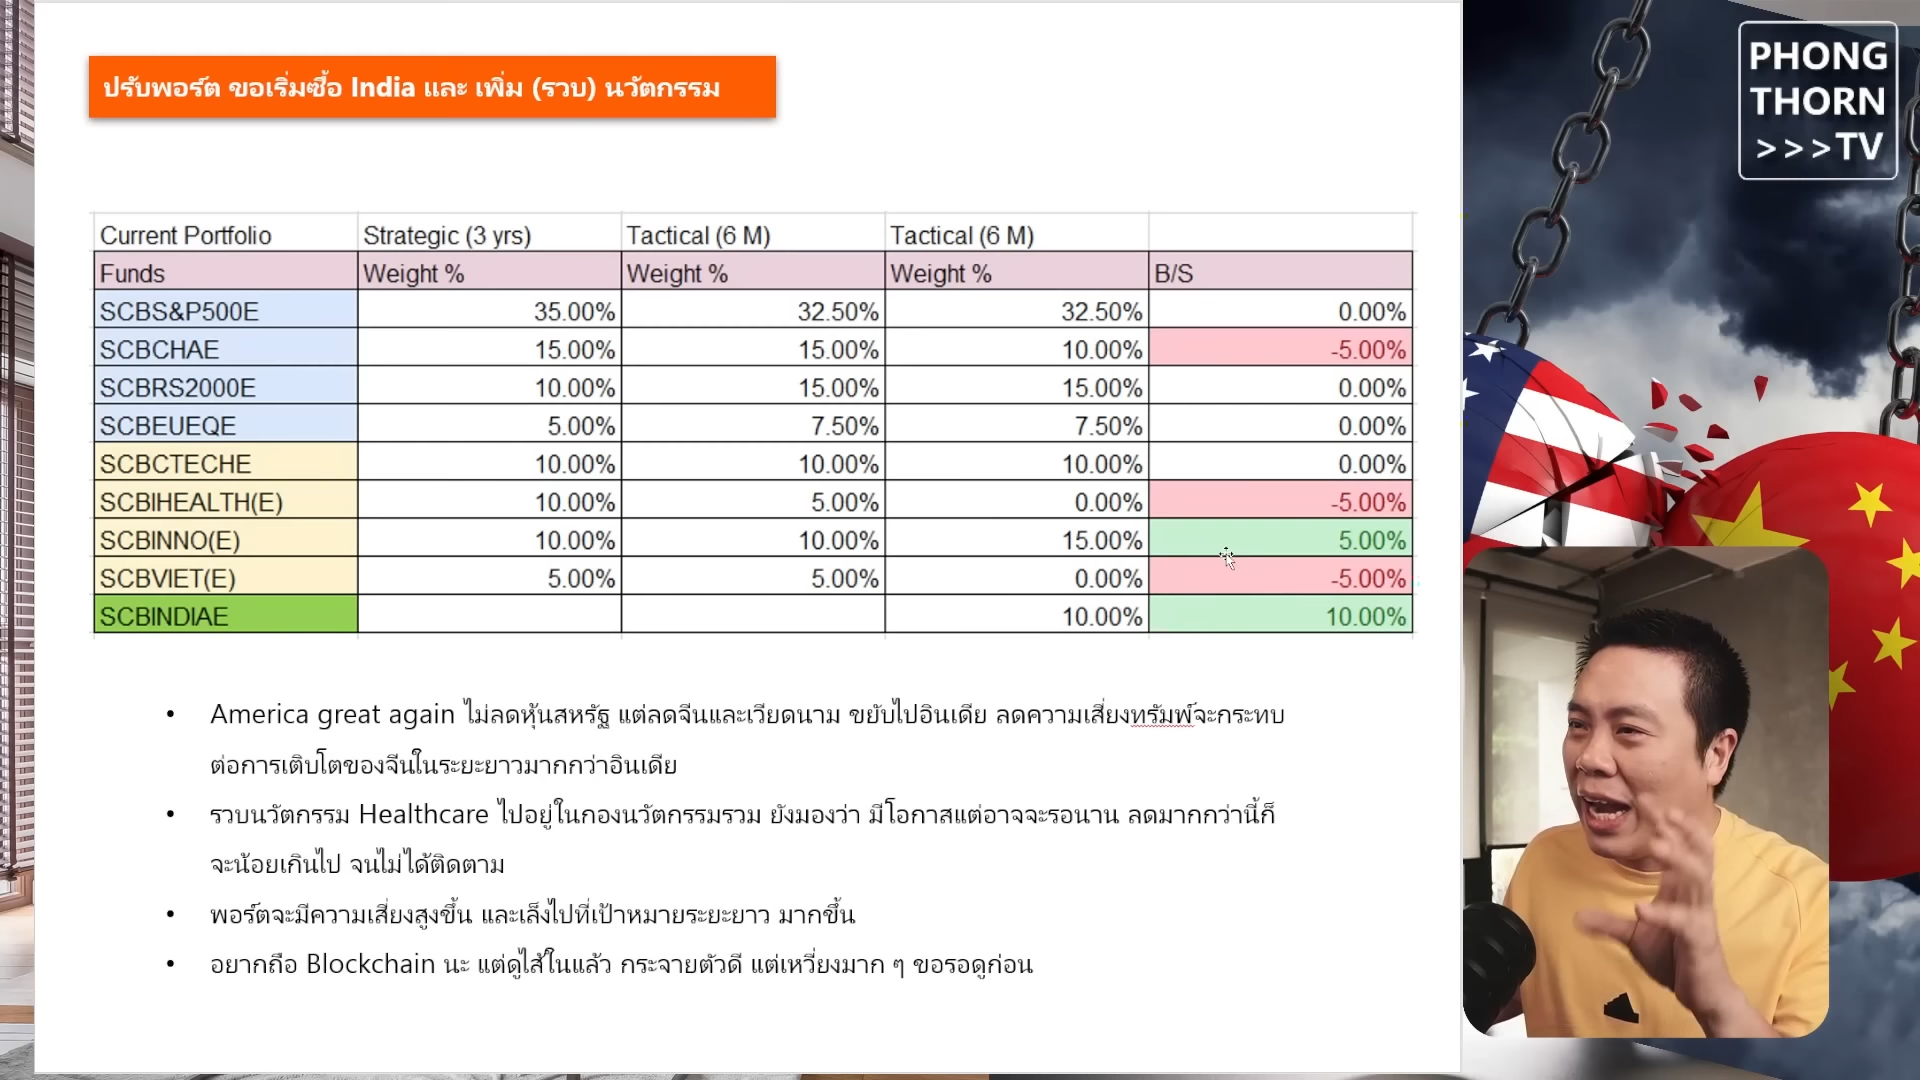 ปรับพอร์ต ขอเริ่มซื้อ India และ เพิ่ม (รวบ) นวัตกรรม
PHONG
THORN
>>>TV
Current Portfolio Strategic (3 yrs) Tactical (6 M) Tactical (6 M)
Funds Weight % Weight % Weight % B/S
SCBS&P500E 35.00% 32.50% 32.50% 0.00%
SCBCHAE 15.00% 15.00% 10.00% -5.00%
SCBRS2000E 10.00% 15.00% 15.00% 0.00%
SCBEUEQE 5.00% 7.50% 7.50% 0.00%
SCBCTECHE 10.00% 10.00% 10.00% 0.00%
SCBIHEALTH(E) 10.00% 5.00% 0.00% -5.00%
SCBINNO(E) 10.00% 10.00% 15.00% 5.00%
SCBVIET(E) 5.00% 5.00% 0.00% -5.00%
SCBINDIAE 10.00% 10.00%
• America great again ไม่ลดหุ้นสหรัฐ แต่ลดจีนและเวียดนาม ขยับไปอินเดีย ลดความเสี่ยงทรัมพ์จะกระทบ
ต่อการเติบโตของจีนในระยะยาวมากกว่าอินเดีย
• รวบนวัตกรรม Healthcare ไปอยู่ในกองนวัตกรรมรวม ยังมองว่า มีโอกาสแต่อาจจะรอนาน ลดมากกว่านี้ก็
จะน้อยเกินไป จนไม่ได้ติดตาม
• พอร์ตจะมีความเสี่ยงสูงขึ้น และเล็งไปที่เป้าหมายระยะยาว มากขึ้น
• อยากถือ Blockchain นะ แต่ดูไส้ในแล้ว กระจายตัวดี แต่เหวี่ยงมาก ๆ ขอรอดูก่อน